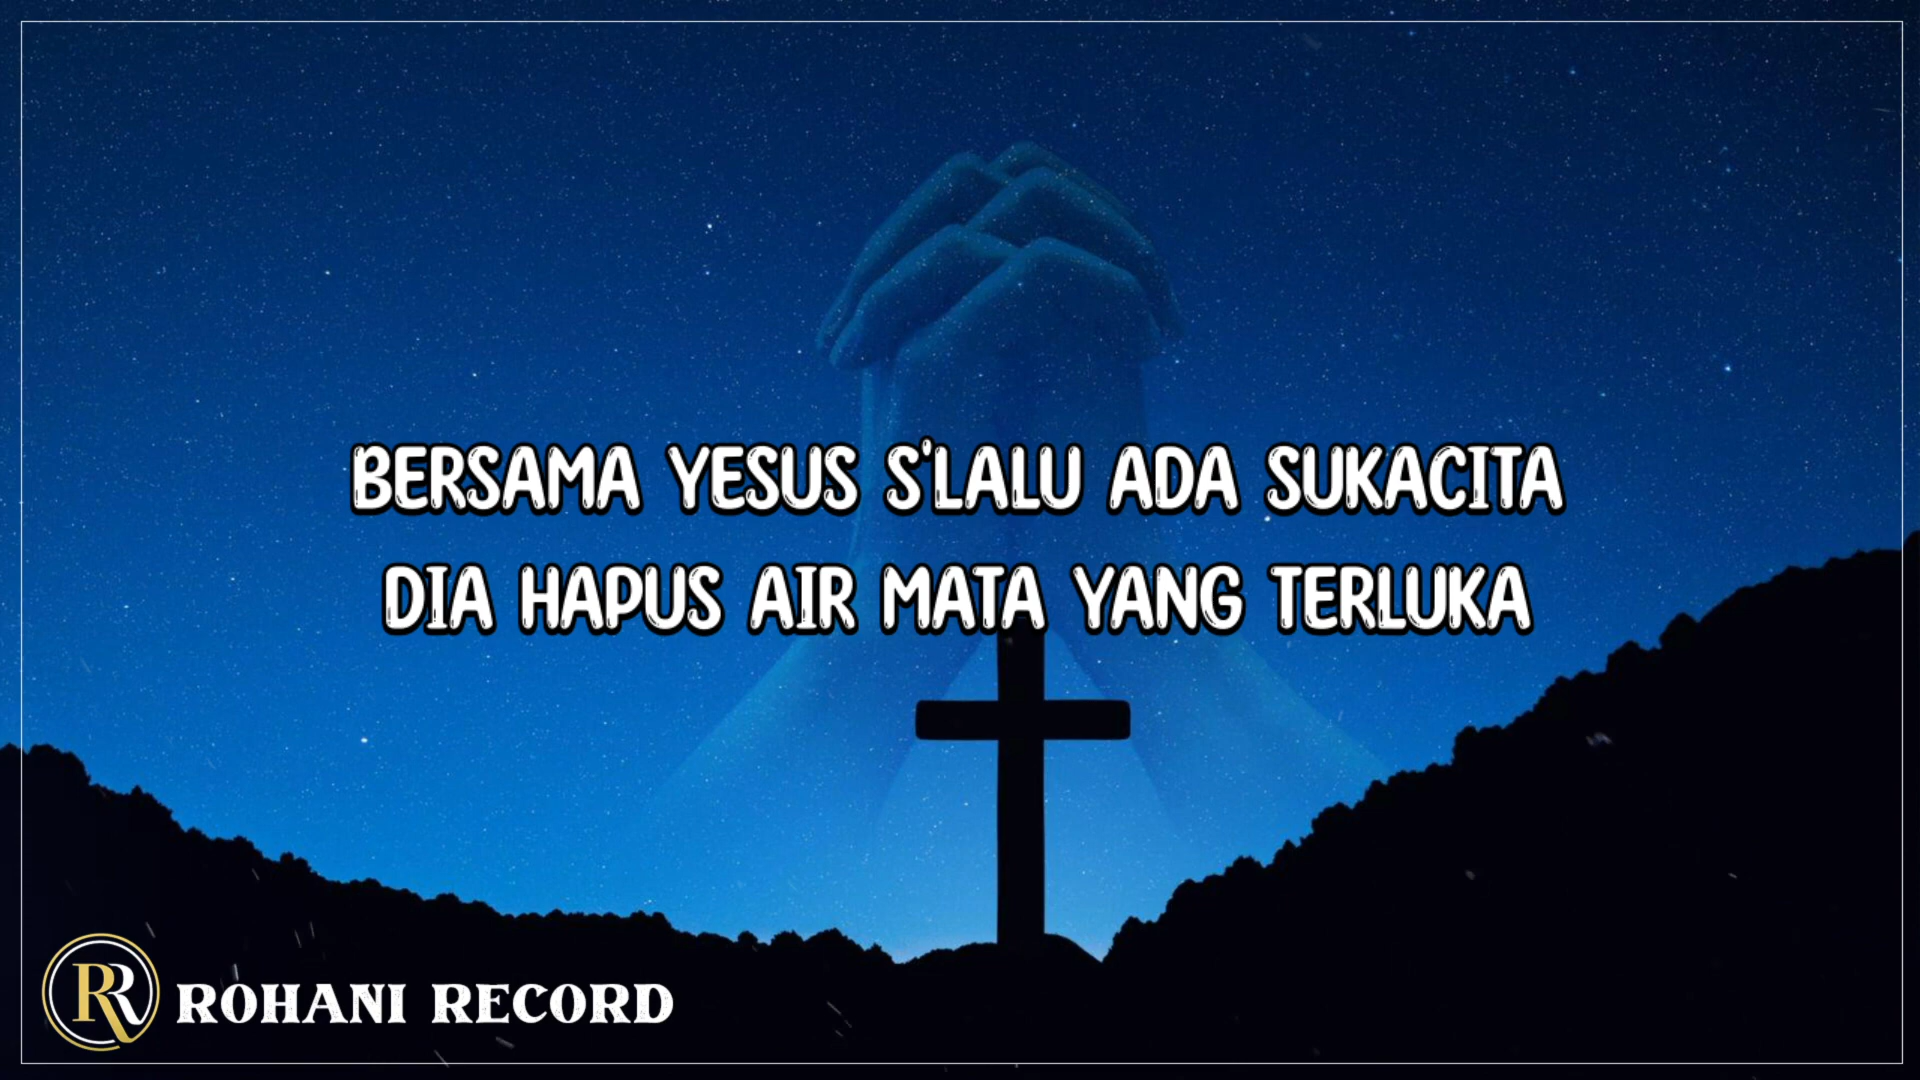 BERSAMA YESUS S'LALU ADA SUKACITA
DIA HAPUS AIR MATA YANG TERLUKA
RR ROHANI RECORD